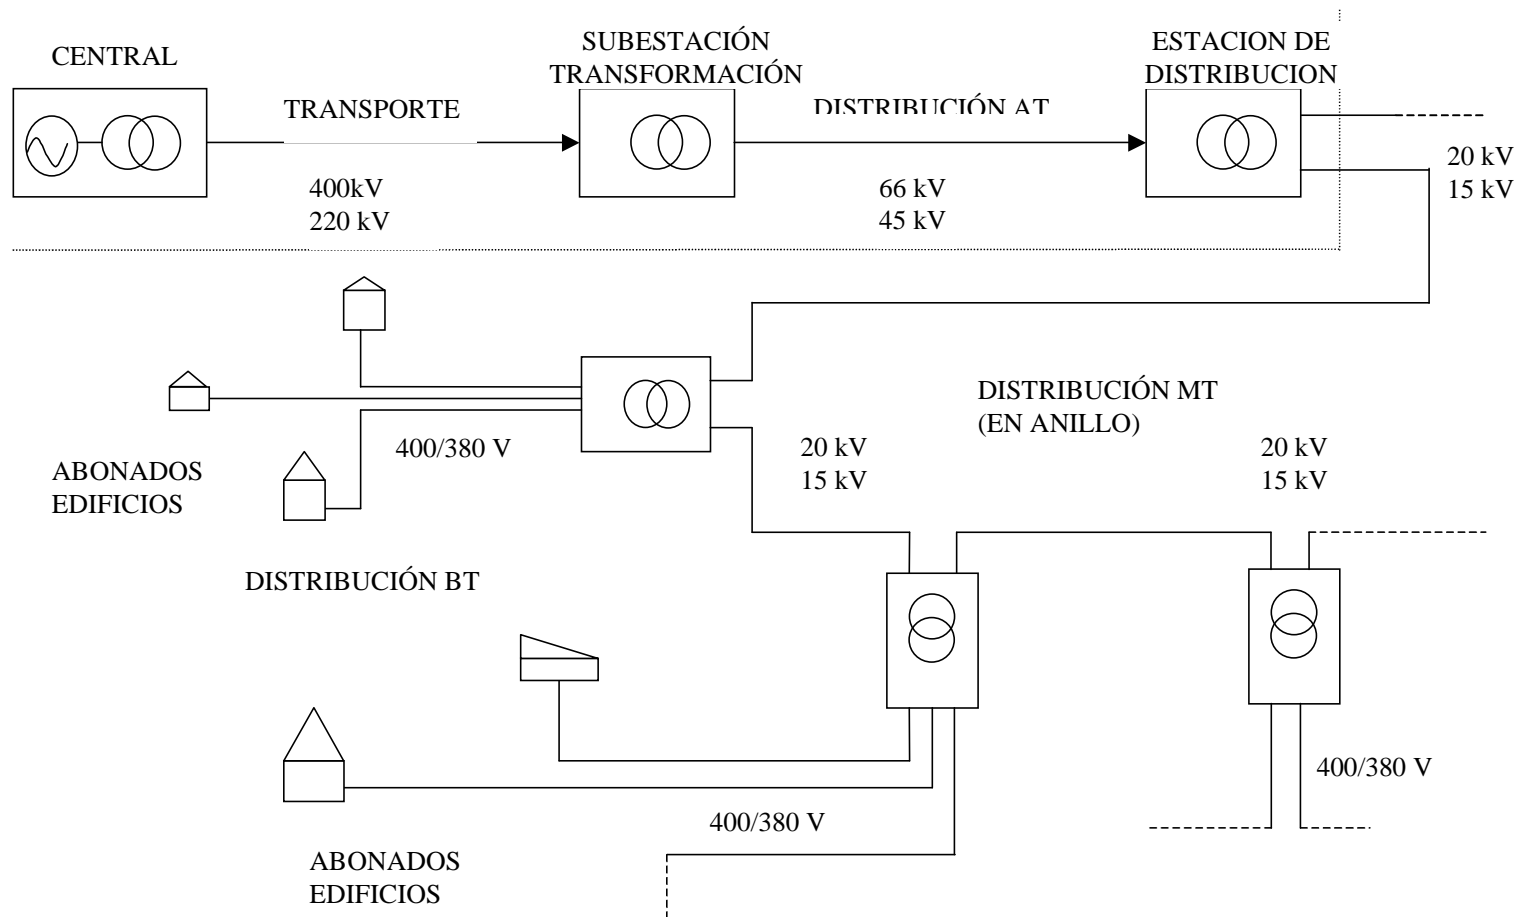 CENTRAL
SUBESTACIÓN
TRANSFORMACIÓN
ESTACION DE
DISTRIBUCION
TRANSPORTE
DISTRIBUCIÓN AT
400kV
220 kV
66 kV
45 kV
20 kV
15 kV
DISTRIBUCIÓN MT
(EN ANILLO)
400/380 V
20 kV
15 kV
20 kV
15 kV
ABONADOS
EDIFICIOS
DISTRIBUCIÓN BT
400/380 V
400/380 V
ABONADOS
EDIFICIOS